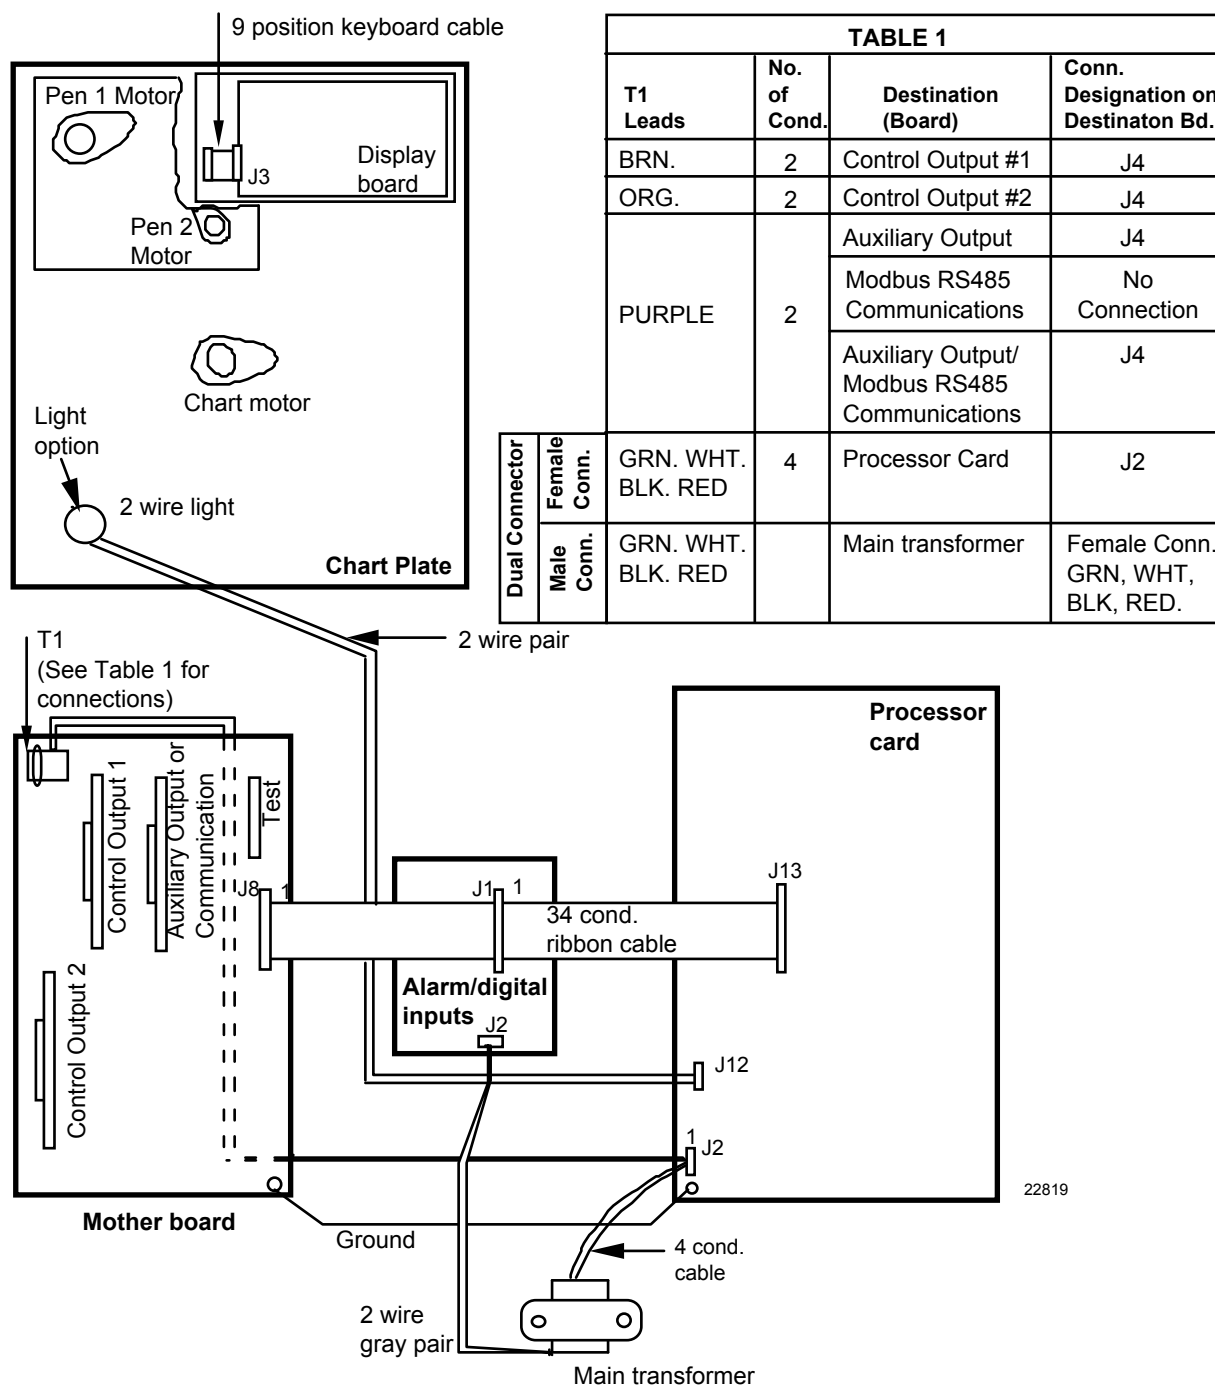 9 position keyboard cable
Pen 1 Motor
J3
Display
board
Pen 2
Motor
Chart motor
Light
option
2 wire light
Chart Plate
TABLE 1
T1
Leads
No.
of
Cond.
Destination
(Board)
Conn.
Designation on
Destinaton Bd.
BRN.
2
Control Output #1
J4
ORG.
2
Control Output #2
J4
PURPLE
2
Auxiliary Output
J4
Modbus RS485
Communications
No
Connection
Auxiliary Output/
Modbus RS485
Communications
J4
Dual Connector
Female
Conn.
GRN. WHT.
BLK. RED
4
Processor Card
J2
Male
Conn.
GRN. WHT.
BLK. RED
Main transformer
Female Conn.
GRN, WHT,
BLK, RED.
2 wire pair
T1
(See Table 1 for
connections)
Control Output 1
Auxiliary Output or
Communication
Test
Control Output 2
J8
1
Mother board
J1
1
34 cond.
ribbon cable
Alarm/digital
inputs
J2
Processor
card
J13
J12
1
J2
22819
Ground
4 cond.
cable
2 wire
gray pair
Main transformer